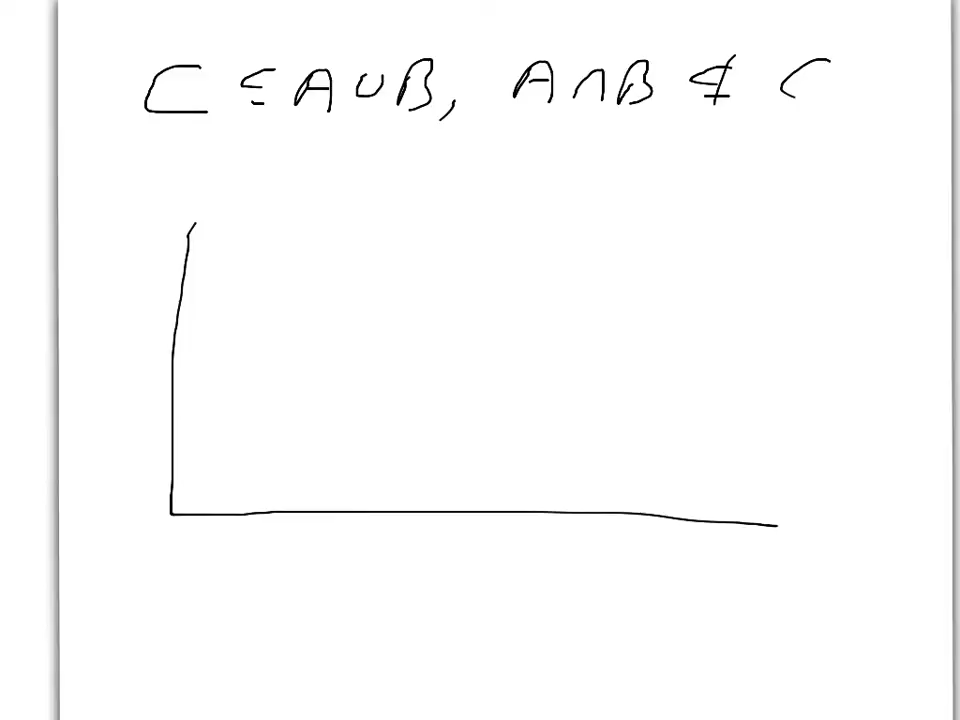 C ⊆ A ∪ B, A ∩ B ⊄ C